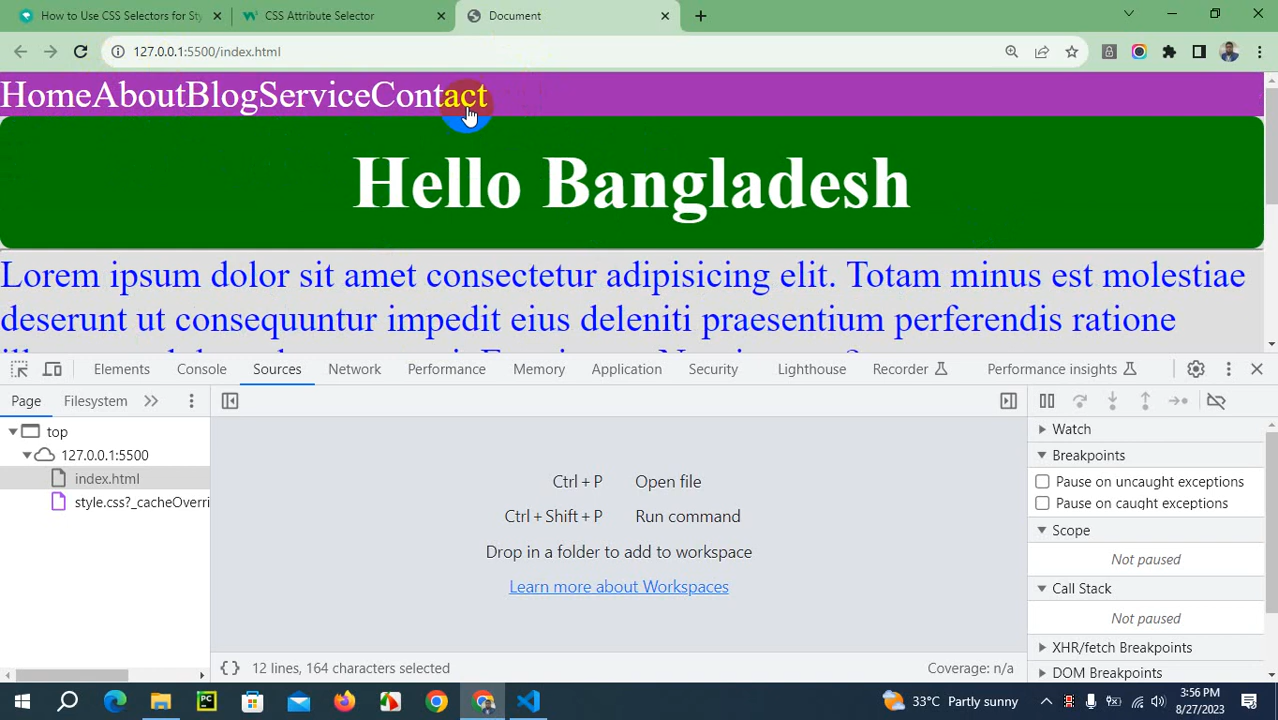 How to Use CSS Selectors for Sty
CSS Attribute Selector
Document
127.0.0.1:5500/index.html
HomeAboutBlogServiceContact
Hello Bangladesh
Lorem ipsum dolor sit amet consectetur adipisicing elit. Totam minus est molestiae
deserunt ut consequuntur impedit eius deleniti praesentium perferendis ratione
Elements
Console
Sources
Network
Performance
Memory
Application
Security
Lighthouse
Recorder
Performance insights
Page
Filesystem
top
127.0.0.1:5500
index.html
style.css?_cacheOverri
Ctrl + P Open file
Ctrl + Shift + P Run command
Drop in a folder to add to workspace
Learn more about Workspaces
12 lines, 164 characters selected
Coverage: n/a
Watch
Breakpoints
Pause on uncaught exceptions
Pause on caught exceptions
Scope
Not paused
Call Stack
Not paused
XHR/fetch Breakpoints
DOM Breakpoints
33°C Partly sunny
3:56 PM
8/27/2023